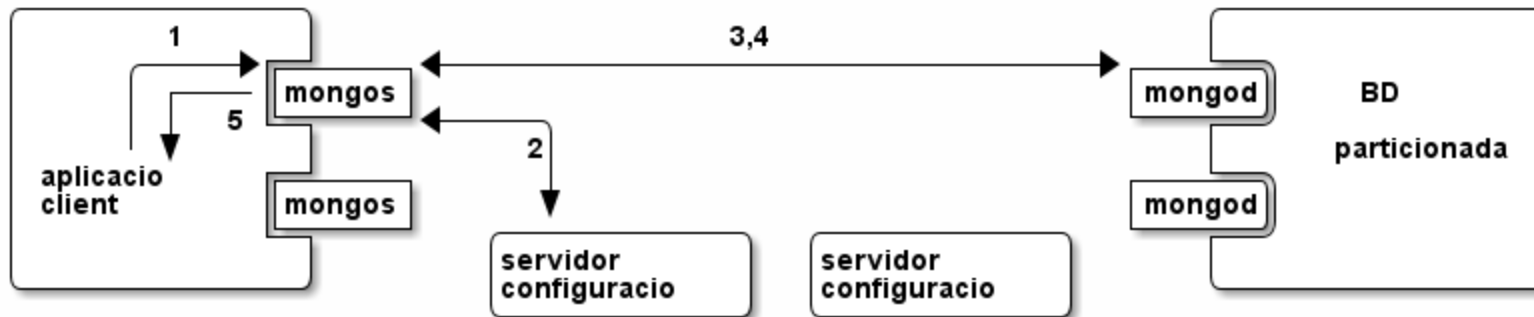 1
3,4
mongos
mongod
BD
5
2
particionada
aplicacio
client
mongos
mongod
servidor
configuracio
servidor
configuracio